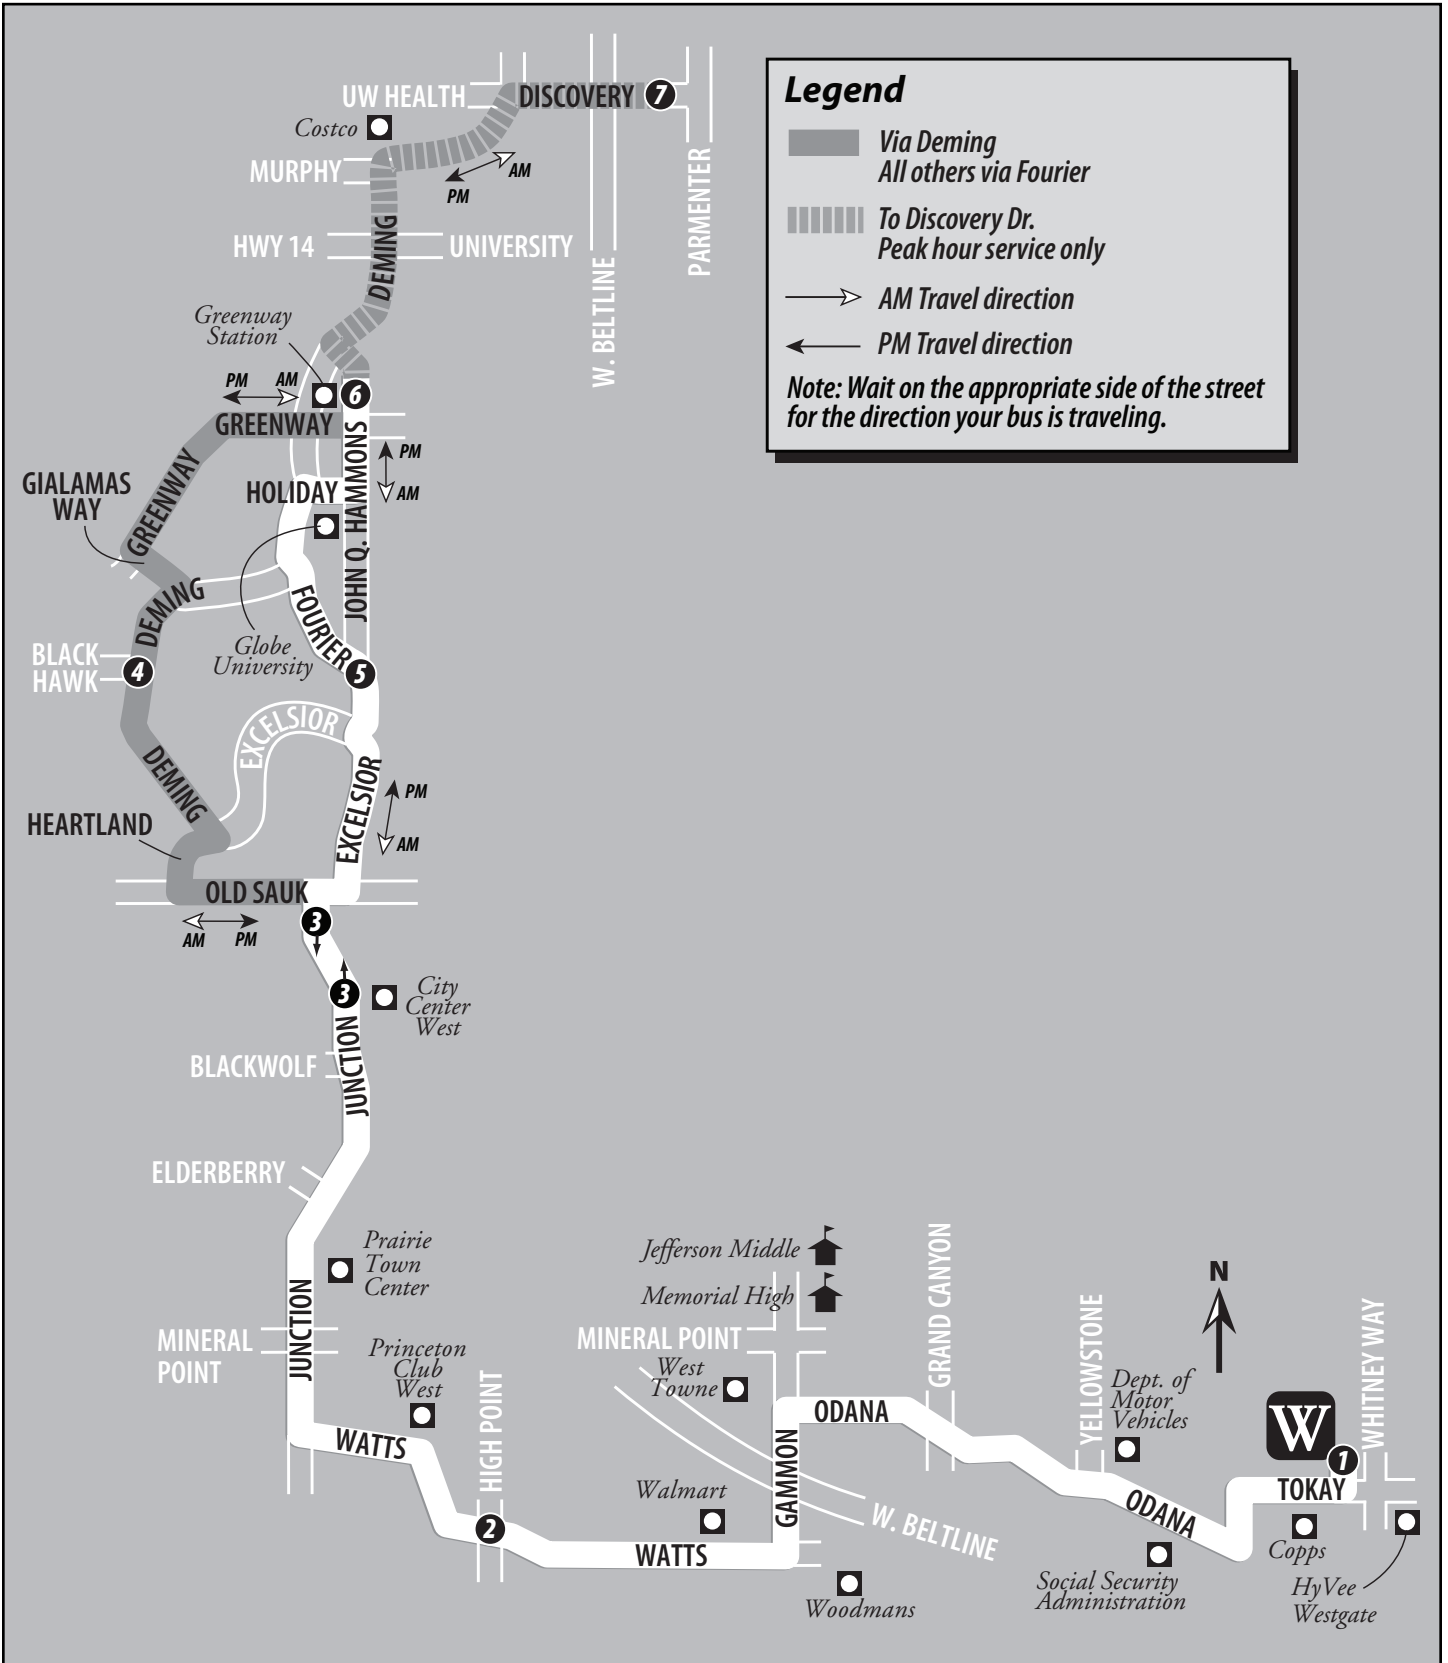 UW HEALTH
DISCOVERY
7
Costco
MURPHY
AM
PM
DEMING
HWY 14
UNIVERSITY
W. BELTLINE
PARMENTER
Legend
Via Deming
All others via Fourier
To Discovery Dr.
Peak hour service only
AM Travel direction
PM Travel direction
Note: Wait on the appropriate side of the street
for the direction your bus is traveling.
Greenway
Station
PM
AM
6
GREENWAY
PM
AM
GREENWAY
GIALAMAS
WAY
HOLIDAY
JOHN Q. HAMMONS
DEMING
FOURIER
Globe
University
BLACK
HAWK
4
5
EXCELSIOR
DEMING
EXCELSIOR
PM
AM
HEARTLAND
OLD SAUK
AM
PM
3
3
City
Center
West
JUNCTION
BLACKWOLF
ELDERBERRY
Prairie
Town
Center
JUNCTION
MINERAL
POINT
Princeton
Club
West
WATTS
HIGH POINT
2
WATTS
Jefferson Middle
Memorial High
MINERAL POINT
West
Towne
Walmart
GAMMON
W. BELTLINE
Woodmans
ODANA
GRAND CANYON
YELLOWSTONE
Dept. of
Motor
Vehicles
N
W
1
WHITNEY WAY
TOKAY
ODANA
Social Security
Administration
Copps
HyVee
Westgate